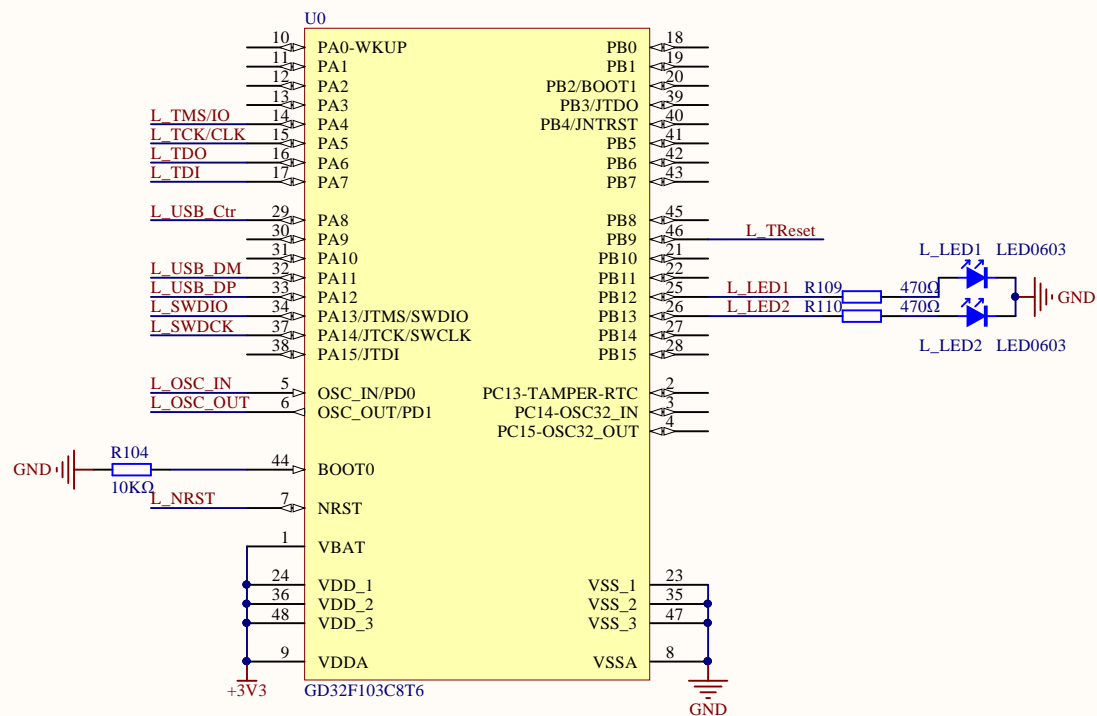 U0
10 PA0-WKUP PB0 18
11 PA1 PB1 19
12 PA2 PB2/BOOT1 20
13 PA3 PB3/JTDO 39
L_TMS/IO 14 PA4 PB4/JNTRST 40
L_TCK/CLK 15 PA5 PB5 41
L_TDO 16 PA6 PB6 42
L_TDI 17 PA7 PB7 43
L_USB_Ctr 29 PA8 PB8 45
30 PA9 PB9 46 L_TReset
31 PA10 PB10 21
L_LED1 LED0603
L_USB_DM 32 PA11 PB11 22
L_USB_DP 33 PA12 PB12 25 L_LED1 R109 470Ω GND
L_SWDIO 34 PA13/JTMS/SWDIO PB13 26 L_LED2 R110 470Ω
L_SWDCK 37 PA14/JTCK/SWCLK PB14 27
L_LED2 LED0603
38 PA15/JTDI PB15 28
L_OSC_IN 5 OSC_IN/PD0 PC13-TAMPER-RTC 2
L_OSC_OUT 6 OSC_OUT/PD1 PC14-OSC32_IN 3
PC15-OSC32_OUT 4
R104
GND 44 BOOT0
10KΩ
L_NRST 7 NRST
1 VBAT
24 VDD_1 VSS_1 23
36 VDD_2 VSS_2 35
48 VDD_3 VSS_3 47
9 VDDA VSSA 8
+3V3 GD32F103C8T6
GND